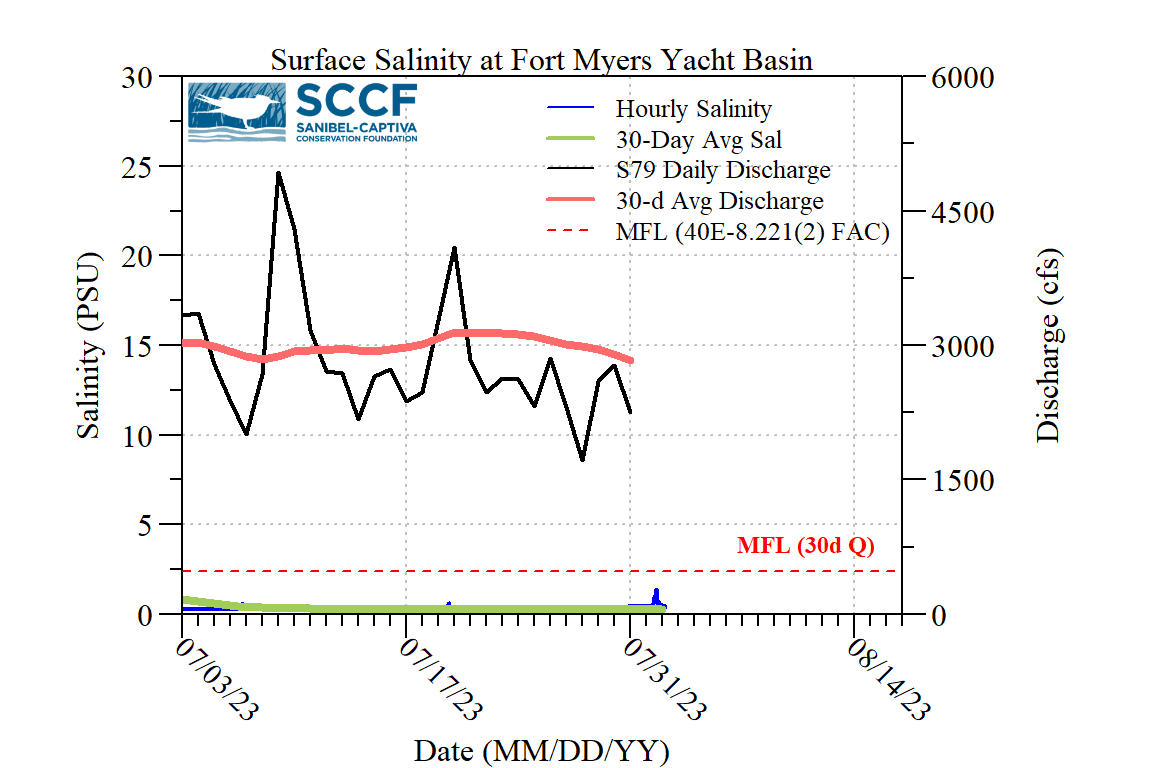 Surface Salinity at Fort Myers Yacht Basin
SCCF
SANIBEL-CAPTIVA
CONSERVATION FOUNDATION
Hourly Salinity
30-Day Avg Sal
S79 Daily Discharge
30-d Avg Discharge
MFL (40E-8.221(2) FAC)
30
25
20
15
10
5
0
Salinity (PSU)
6000
4500
3000
1500
0
Discharge (cfs)
MFL (30d Q)
07/03/23
07/17/23
07/31/23
08/14/23
Date (MM/DD/YY)